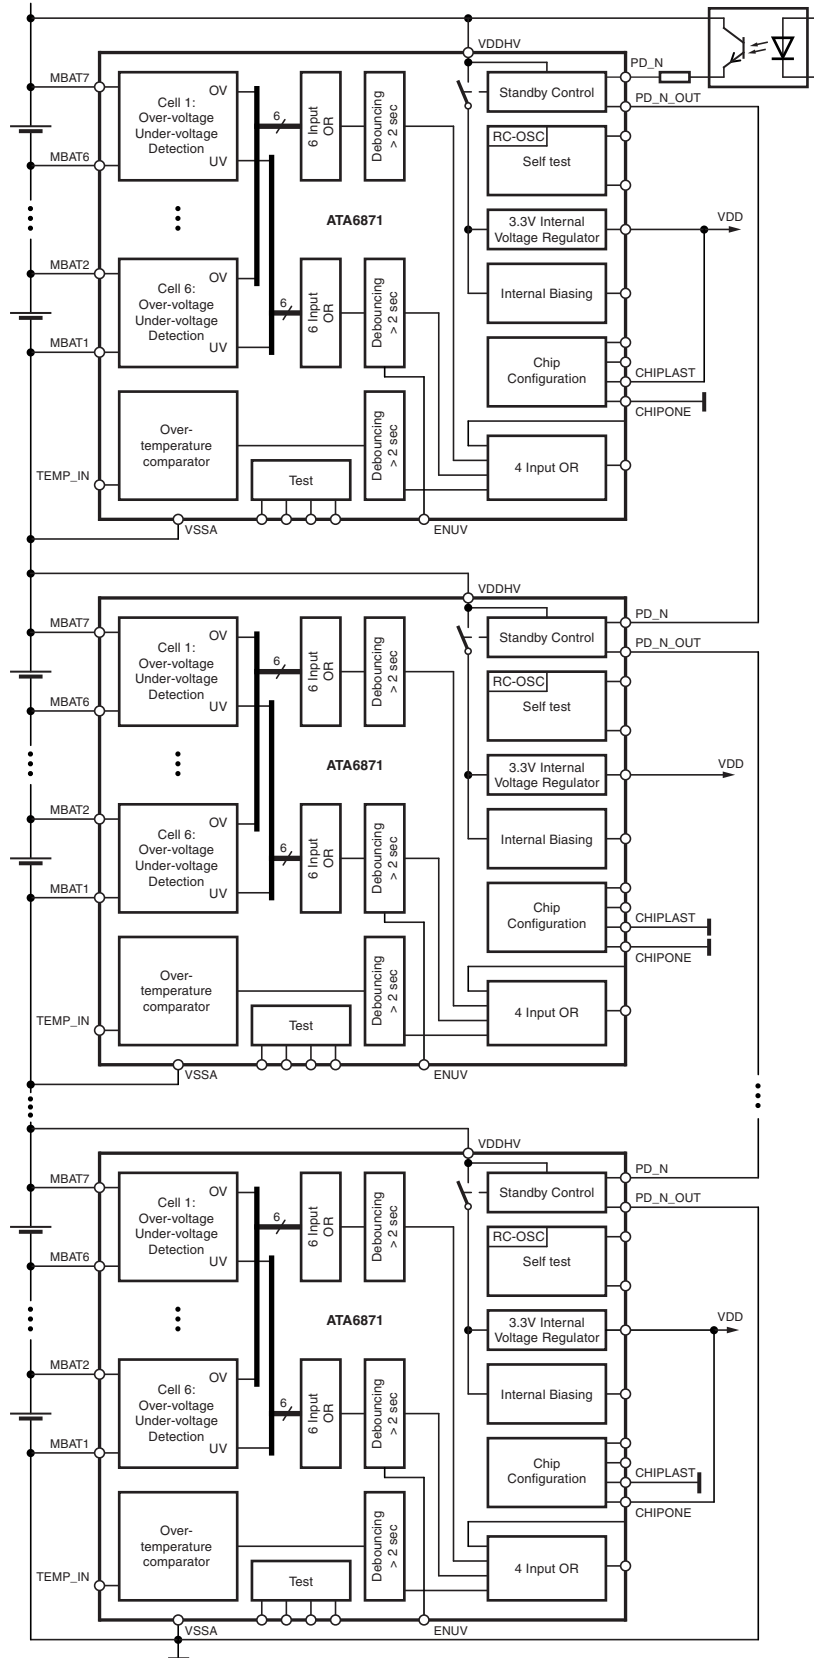 VDDHV
MBAT7
Cell 1:
Over-voltage
Under-voltage
Detection
OV
UV
6
6 Input
OR
Debouncing
> 2 sec
Standby Control
PD_N
PD_N_OUT
RC-OSC
Self test
MBAT6
ATA6871
3.3V Internal
Voltage Regulator
VDD
MBAT2
Cell 6:
Over-voltage
Under-voltage
Detection
OV
UV
6
6 Input
OR
Debouncing
> 2 sec
Internal Biasing
MBAT1
Chip
Configuration
CHIPLAST
CHIPONE
Over-
temperature
comparator
Debouncing
> 2 sec
4 Input OR
TEMP_IN
Test
VSSA
ENUV
VDDHV
MBAT7
Cell 1:
Over-voltage
Under-voltage
Detection
OV
UV
6
6 Input
OR
Debouncing
> 2 sec
Standby Control
PD_N
PD_N_OUT
RC-OSC
Self test
MBAT6
ATA6871
3.3V Internal
Voltage Regulator
VDD
MBAT2
Cell 6:
Over-voltage
Under-voltage
Detection
OV
UV
6
6 Input
OR
Debouncing
> 2 sec
Internal Biasing
MBAT1
Chip
Configuration
CHIPLAST
CHIPONE
Over-
temperature
comparator
Debouncing
> 2 sec
4 Input OR
TEMP_IN
Test
VSSA
ENUV
VDDHV
MBAT7
Cell 1:
Over-voltage
Under-voltage
Detection
OV
UV
6
6 Input
OR
Debouncing
> 2 sec
Standby Control
PD_N
PD_N_OUT
RC-OSC
Self test
MBAT6
ATA6871
3.3V Internal
Voltage Regulator
VDD
MBAT2
Cell 6:
Over-voltage
Under-voltage
Detection
OV
UV
6
6 Input
OR
Debouncing
> 2 sec
Internal Biasing
MBAT1
Chip
Configuration
CHIPLAST
CHIPONE
Over-
temperature
comparator
Debouncing
> 2 sec
4 Input OR
TEMP_IN
Test
VSSA
ENUV